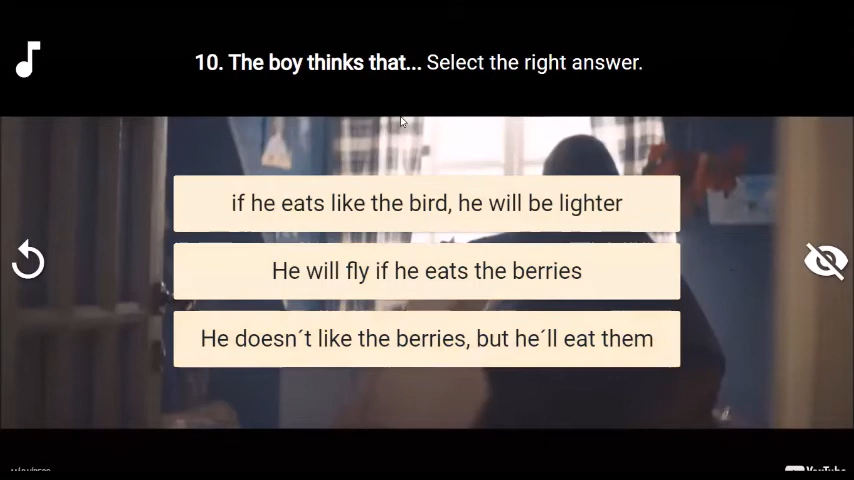 10. The boy thinks that... Select the right answer.
if he eats like the bird, he will be lighter
He will fly if he eats the berries
He doesn´t like the berries, but he´ll eat them
YouTube